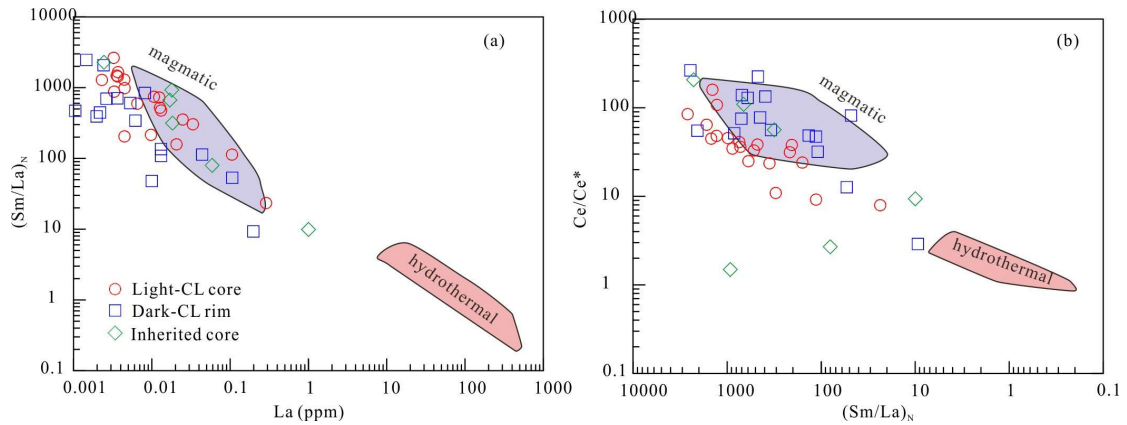 (a)
10000
1000
100
10
1
0.1
(Sm/La)N
magmatic
hydrothermal
Light-CL core
Dark-CL rim
Inherited core
0.001
0.01
0.1
1
10
100
1000
La (ppm)
(b)
1000
100
10
1
0.1
Ce/Ce*
magmatic
hydrothermal
10000
1000
100
10
1
0.1
(Sm/La)N